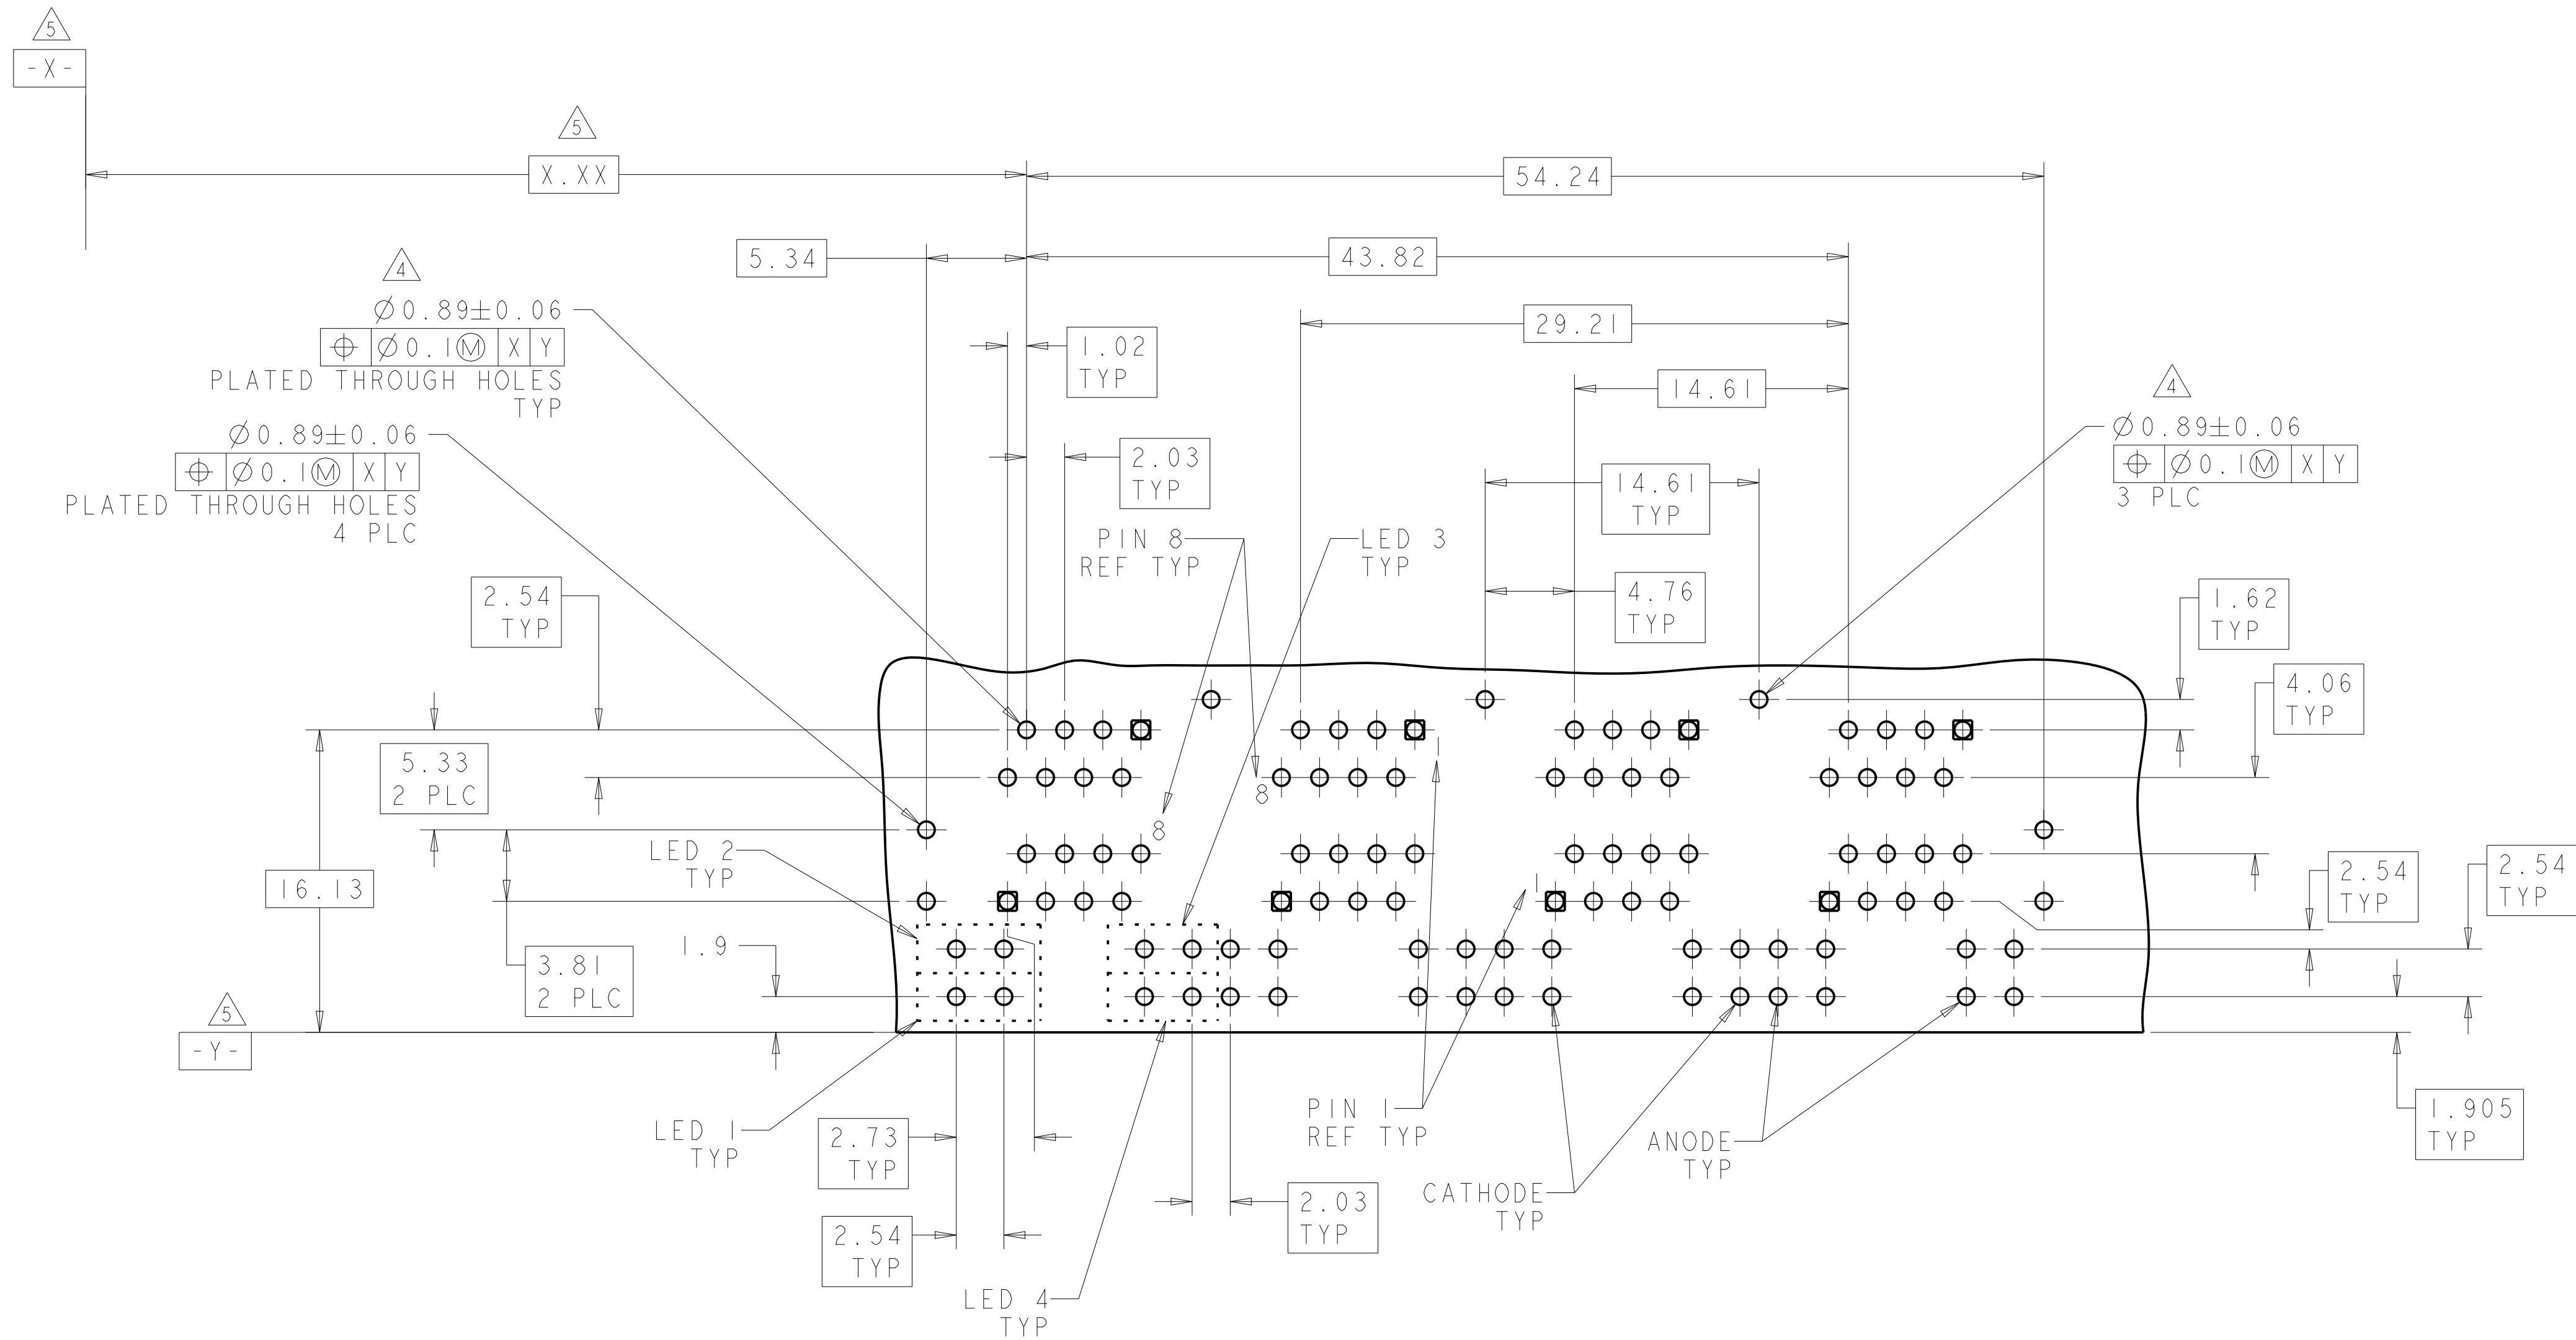 5
-X-
5
X.XX
54.24
5.34
43.82
4
Ø0.89±0.06
⌖ Ø0.1Ⓜ X Y
PLATED THROUGH HOLES
TYP
29.21
1.02
TYP
14.61
4
Ø0.89±0.06
⌖ Ø0.1Ⓜ X Y
3 PLC
Ø0.89±0.06
⌖ Ø0.1Ⓜ X Y
PLATED THROUGH HOLES
4 PLC
2.03
TYP
14.61
TYP
PIN 8
REF TYP
LED 3
TYP
2.54
TYP
4.76
TYP
1.62
TYP
4.06
TYP
5.33
2 PLC
1
8
8
LED 2
TYP
16.13
1
2.54
TYP
2.54
TYP
1.9
3.81
2 PLC
5
-Y-
LED 1
TYP
2.73
TYP
PIN 1
REF TYP
ANODE
TYP
1.905
TYP
CATHODE
TYP
2.03
TYP
2.54
TYP
LED 4
TYP